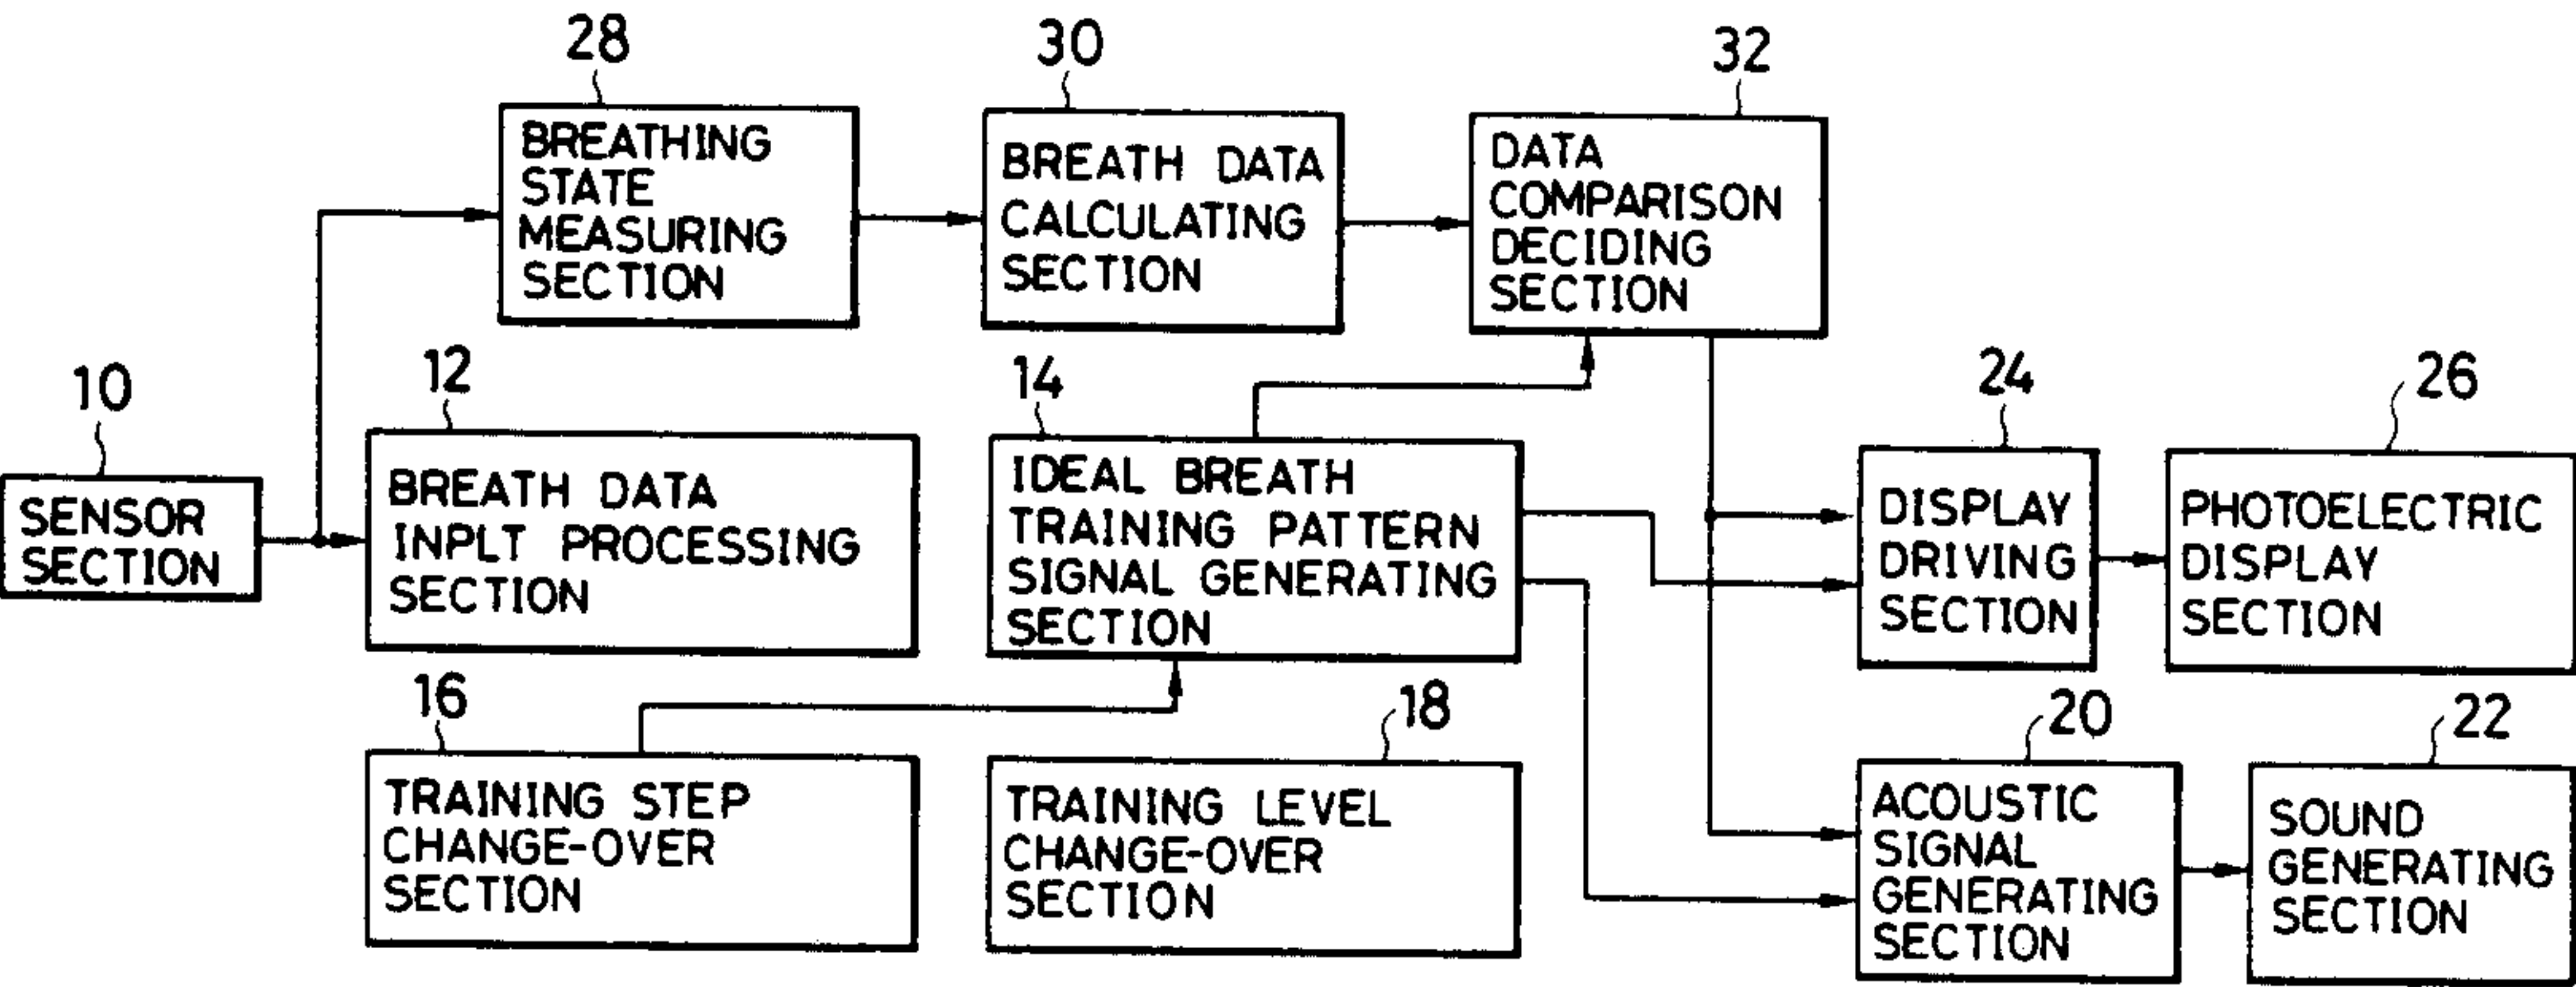 28
BREATHING
STATE
MEASURING
SECTION
30
BREATH DATA
CALCULATING
SECTION
32
DATA
COMPARISON
DECIDING
SECTION
10
SENSOR
SECTION
12
BREATH DATA
INPLT PROCESSING
SECTION
14
IDEAL BREATH
TRAINING PATTERN
SIGNAL GENERATING
SECTION
24
DISPLAY
DRIVING
SECTION
26
PHOTOELECTRIC
DISPLAY
SECTION
16
TRAINING STEP
CHANGE-OVER
SECTION
18
TRAINING LEVEL
CHANGE-OVER
SECTION
20
ACOUSTIC
SIGNAL
GENERATING
SECTION
22
SOUND
GENERATING
SECTION